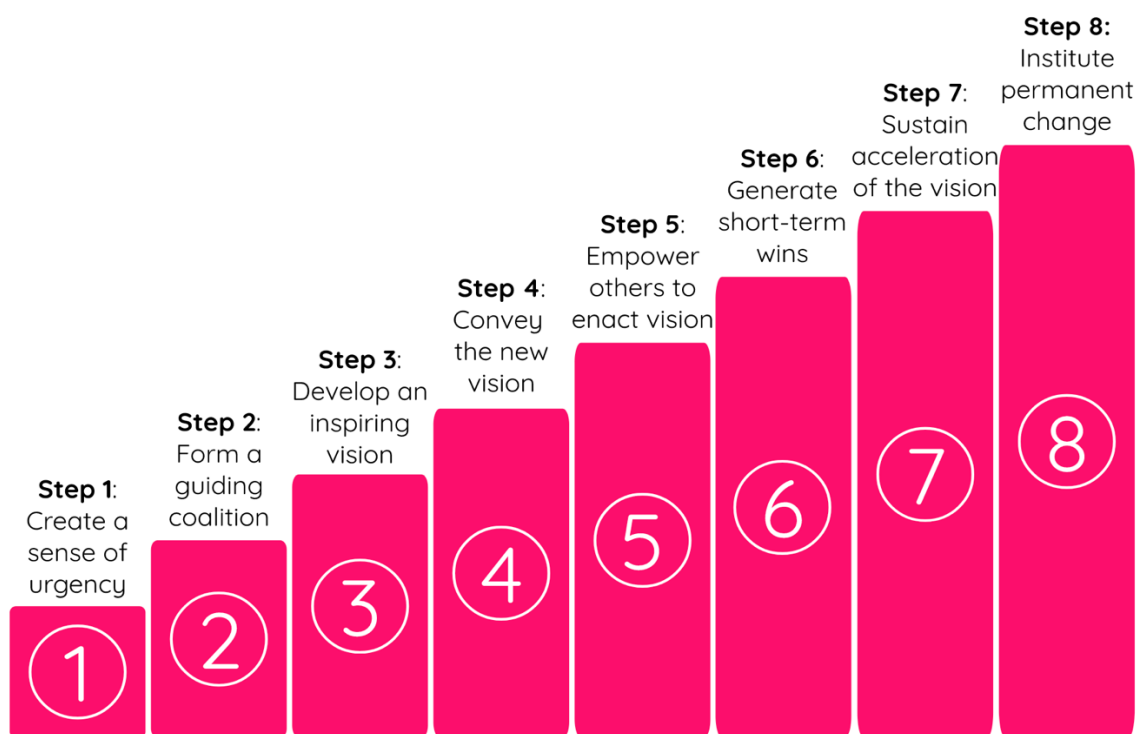 Step 1:
Create a
sense of
urgency
1
Step 2:
Form a
guiding
coalition
2
Step 3:
Develop an
inspiring
vision
3
Step 4:
Convey
the new
vision
4
Step 5:
Empower
others to
enact vision
5
Step 6:
Generate
short-term
wins
6
Step 7:
Sustain
acceleration
of the vision
7
Step 8:
Institute
permanent
change
8